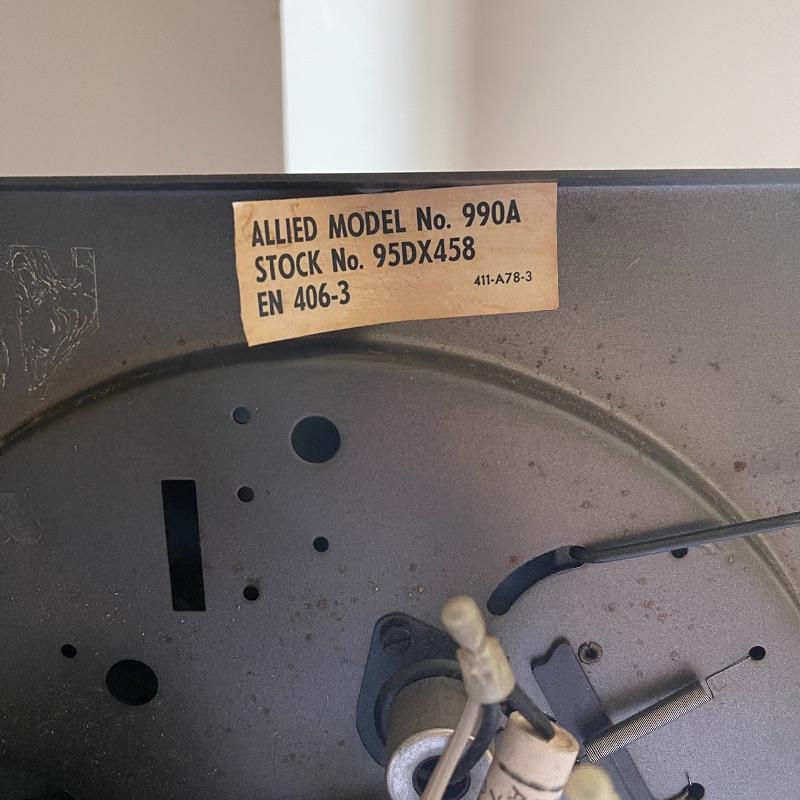 ALLIED MODEL No. 990A
STOCK No. 95DX458
EN 406-3
411-A78-3